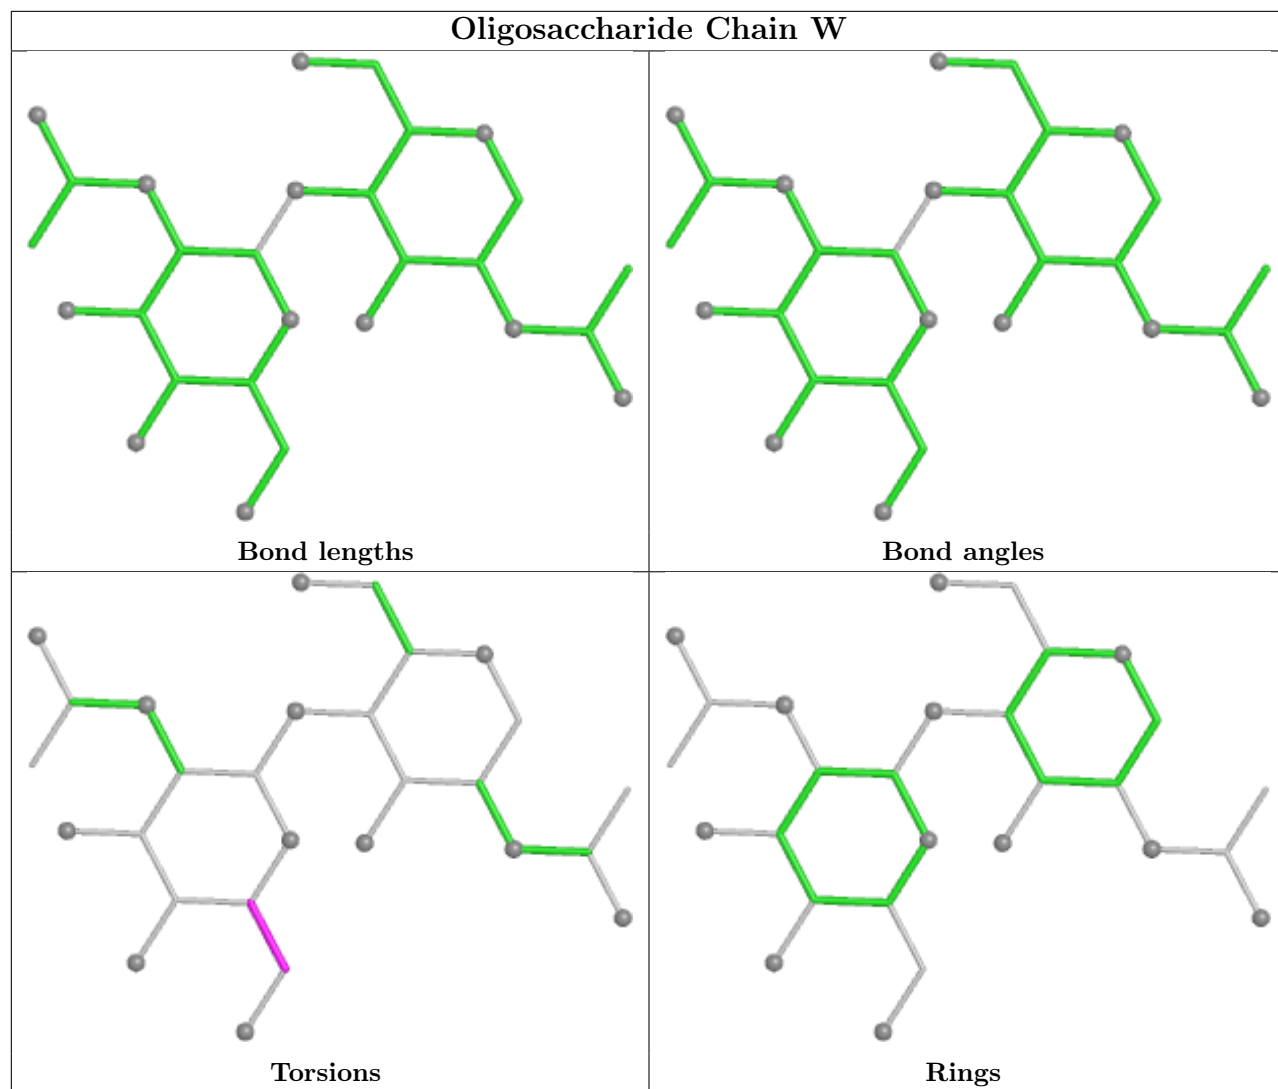 Oligosaccharide Chain W
Bond lengths
Bond angles
Torsions
Rings